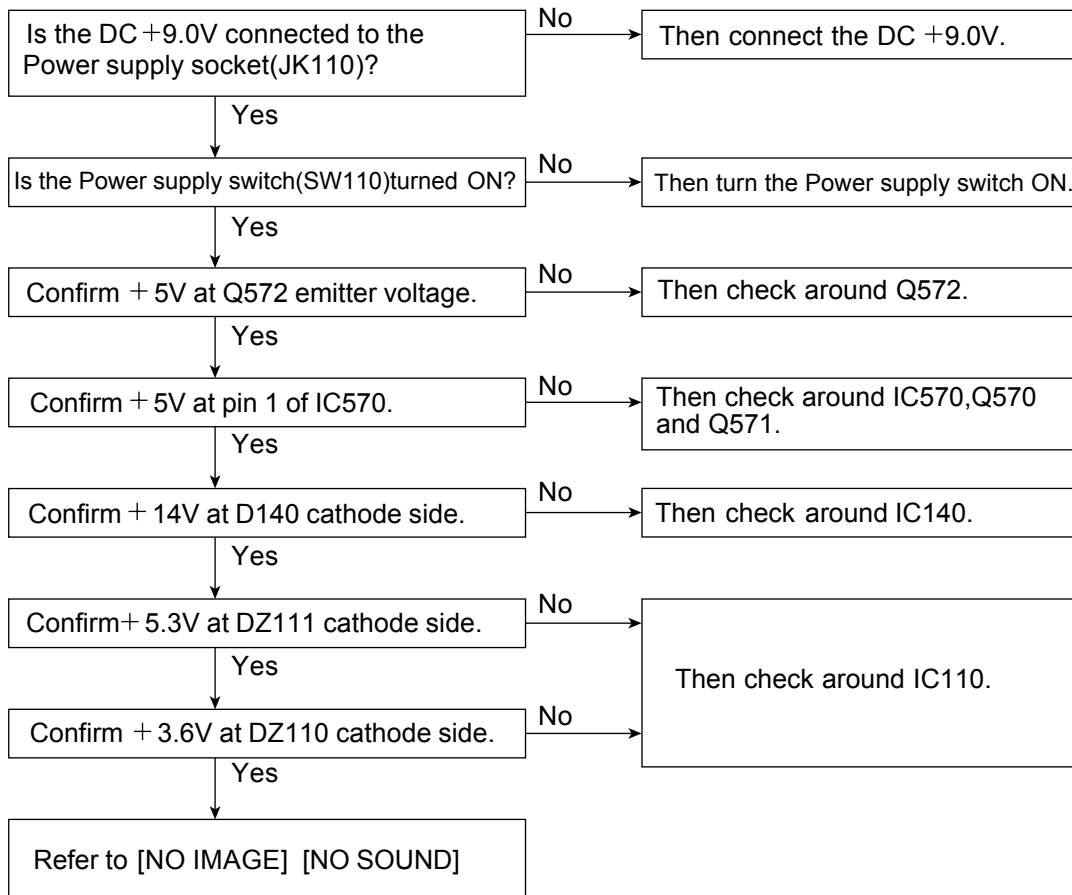 Is the DC +9.0V connected to the
Power supply socket(JK110)?
No
Then connect the DC +9.0V.
Yes
Is the Power supply switch(SW110)turned ON?
No
Then turn the Power supply switch ON.
Yes
Confirm +5V at Q572 emitter voltage.
No
Then check around Q572.
Yes
Confirm +5V at pin 1 of IC570.
No
Then check around IC570,Q570
and Q571.
Yes
Confirm +14V at D140 cathode side.
No
Then check around IC140.
Yes
Confirm+5.3V at DZ111 cathode side.
No
Then check around IC110.
Yes
Confirm +3.6V at DZ110 cathode side.
No
Yes
Refer to [NO IMAGE] [NO SOUND]